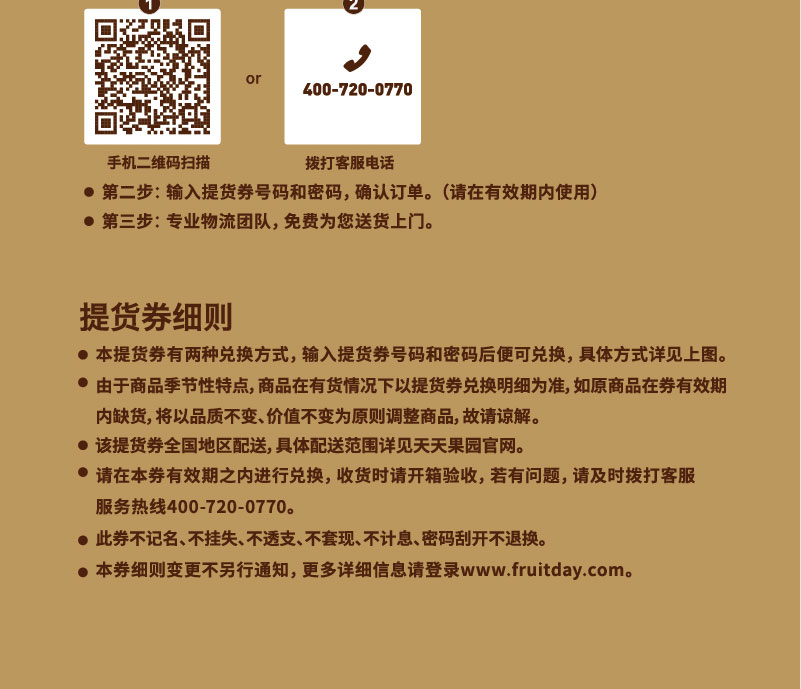 1
2
or
400-720-0770
手机二维码扫描
拨打客服电话
● 第二步：输入提货券号码和密码，确认订单。（请在有效期内使用）
● 第三步：专业物流团队，免费为您送货上门。
提货券细则
● 本提货券有两种兑换方式，输入提货券号码和密码后便可兑换，具体方式详见上图。
● 由于商品季节性特点，商品在有货情况下以提货券兑换明细为准，如原商品在券有效期
内缺货，将以品质不变、价值不变为原则调整商品，故请谅解。
● 该提货券全国地区配送，具体配送范围详见天天果园官网。
● 请在本券有效期之内进行兑换，收货时请开箱验收，若有问题，请及时拨打客服
服务热线400-720-0770。
● 此券不记名、不挂失、不透支、不套现、不计息、密码刮开不退换。
● 本券细则变更不另行通知，更多详细信息请登录www.fruitday.com。